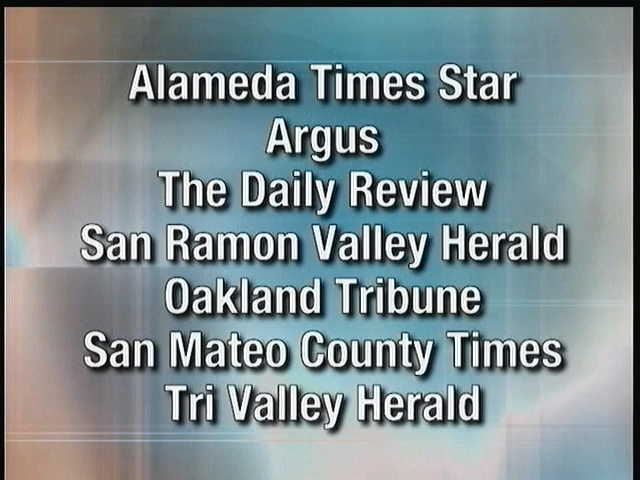 Alameda Times Star
Argus
The Daily Review
San Ramon Valley Herald
Oakland Tribune
San Mateo County Times
Tri Valley Herald